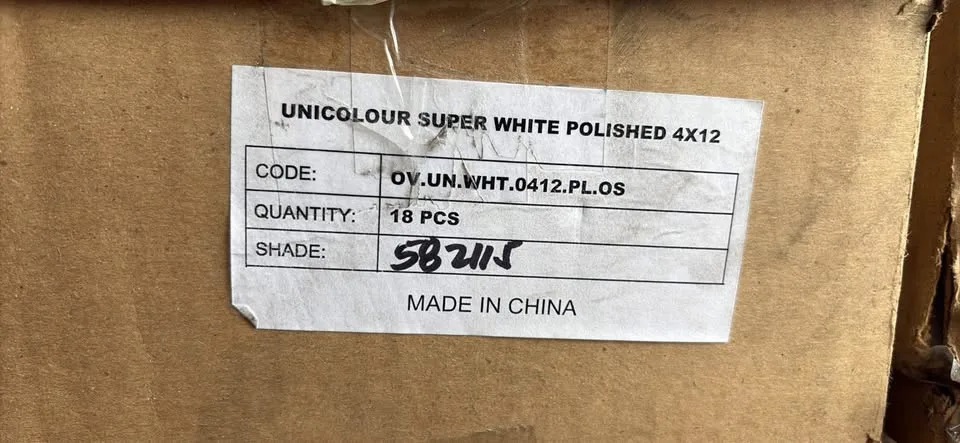 UNICOLOUR SUPER WHITE POLISHED 4X12
CODE: OV.UN.WHT.0412.PL.OS
QUANTITY: 18 PCS
SHADE: 582115
MADE IN CHINA